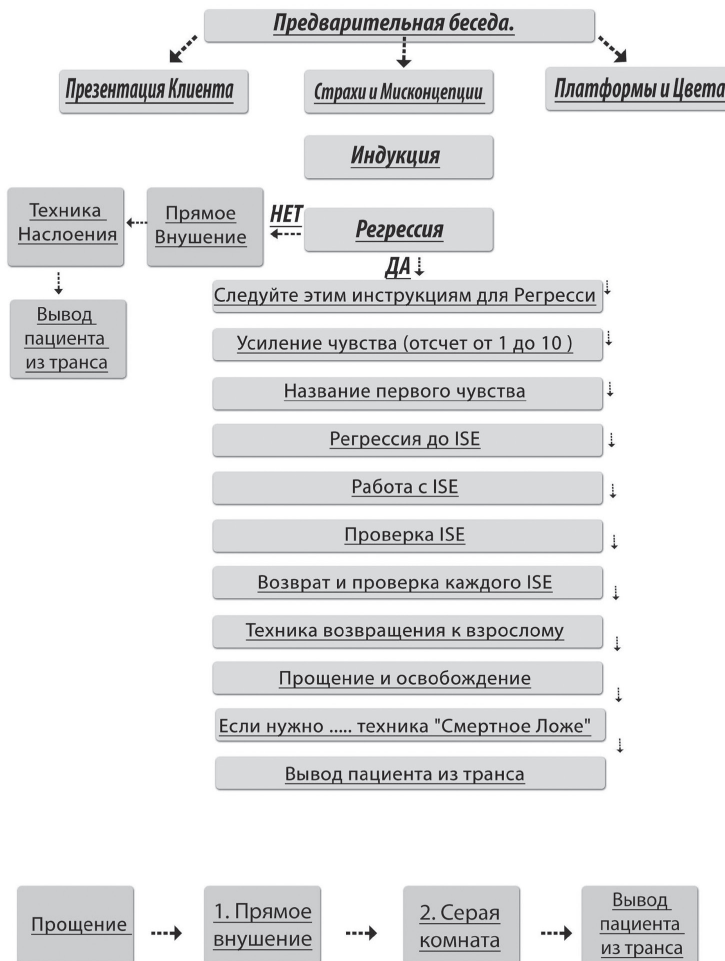 Предварительная беседа.
Презентация Клиента
Страхи и Мисконцепции
Платформы и Цвета
Индукция
Техника
Наслоения
Прямое
Внушение
НЕТ
Регрессия
ДА
Следуйте этим инструкциям для Регресси
Вывод
пациента
из транса
Усиление чувства (отсчет от 1 до 10 )
Название первого чувства
Регрессия до ISE
Работа с ISE
Проверка ISE
Возврат и проверка каждого ISE
Техника возвращения к взрослому
Прощение и освобождение
Если нужно ..... техника "Смертное Ложе"
Вывод пациента из транса
Прощение
1. Прямое
внушение
2. Серая
комната
Вывод
пациента
из транса